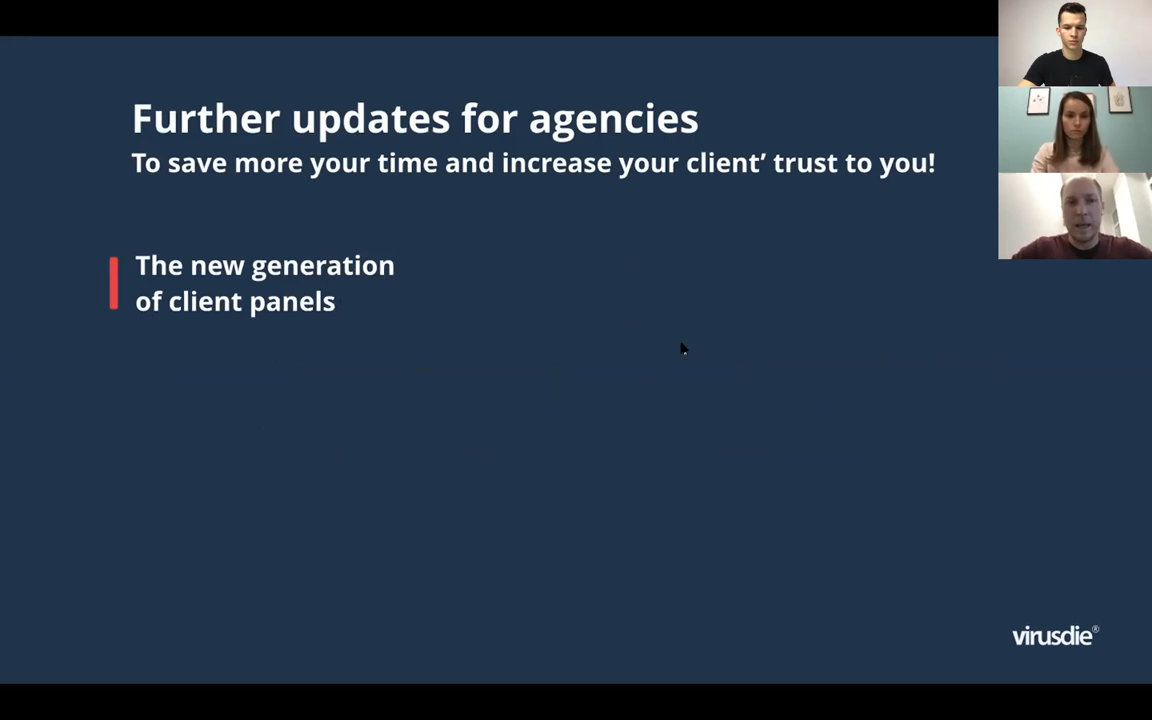 Further updates for agencies
To save more your time and increase your client’ trust to you!
The new generation
of client panels
virusdie®